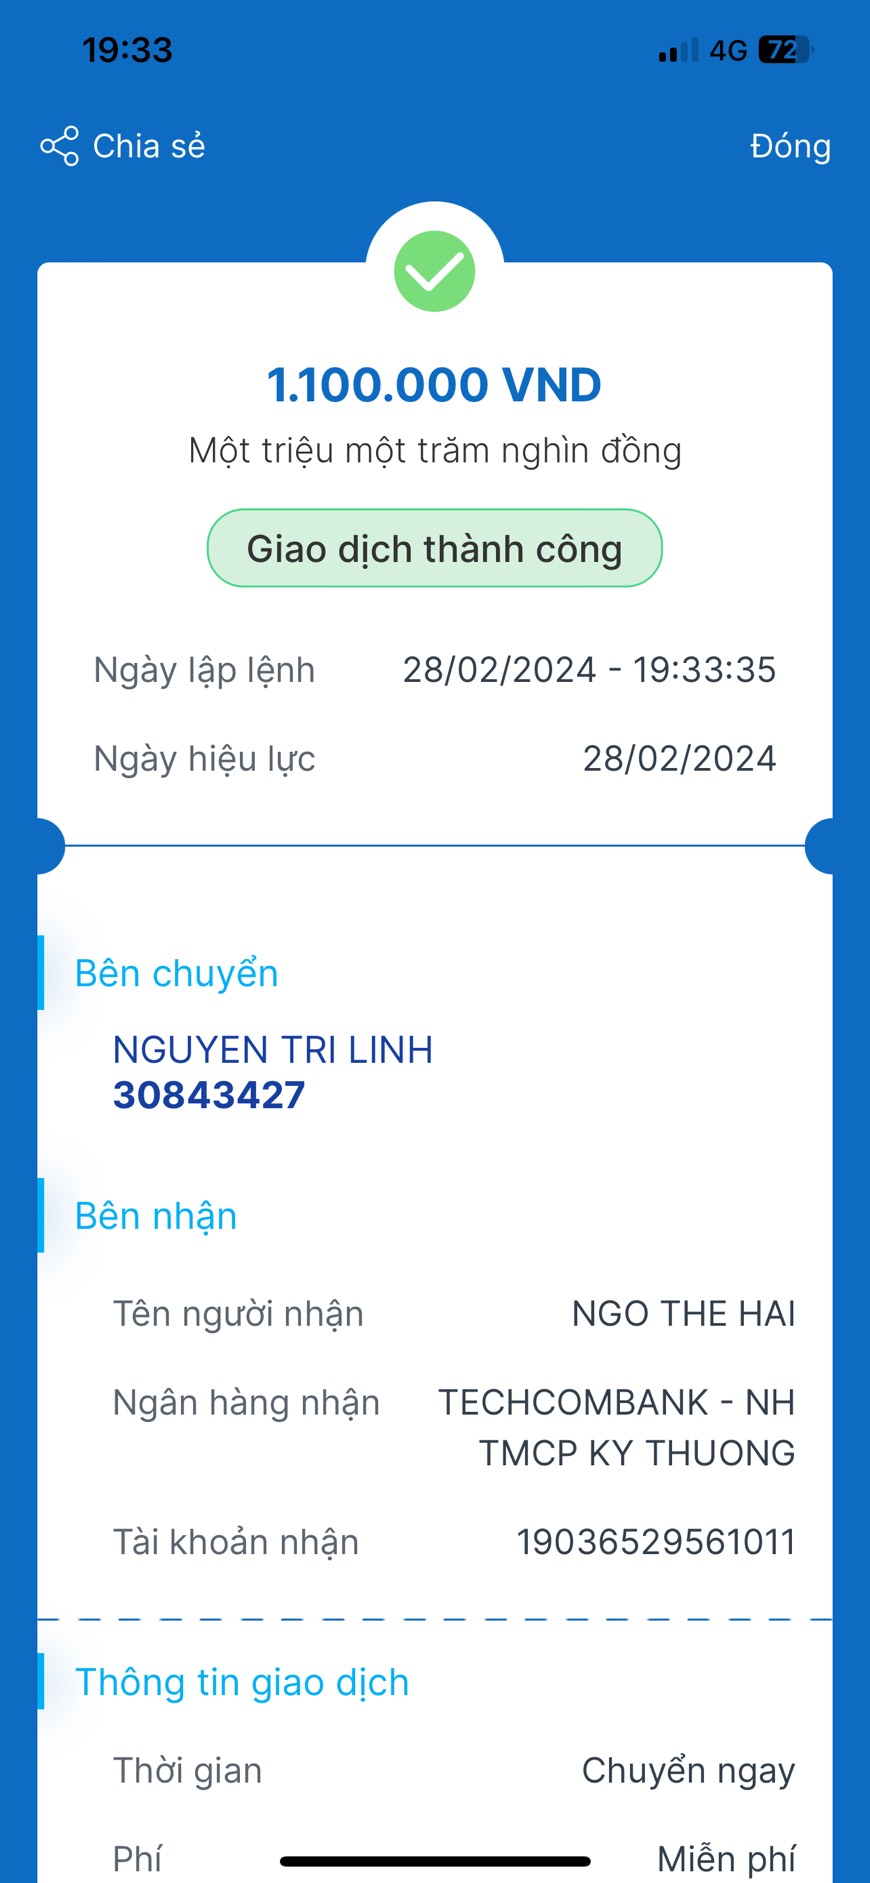 19:33
4G 72
Chia sẻ
Đóng
1.100.000 VND
Một triệu một trăm nghìn đồng
Giao dịch thành công
Ngày lập lệnh 28/02/2024 - 19:33:35
Ngày hiệu lực 28/02/2024
Bên chuyển
NGUYEN TRI LINH
30843427
Bên nhận
Tên người nhận NGO THE HAI
Ngân hàng nhận TECHCOMBANK - NH
TMCP KY THUONG
Tài khoản nhận 19036529561011
Thông tin giao dịch
Thời gian Chuyển ngay
Phí Miễn phí